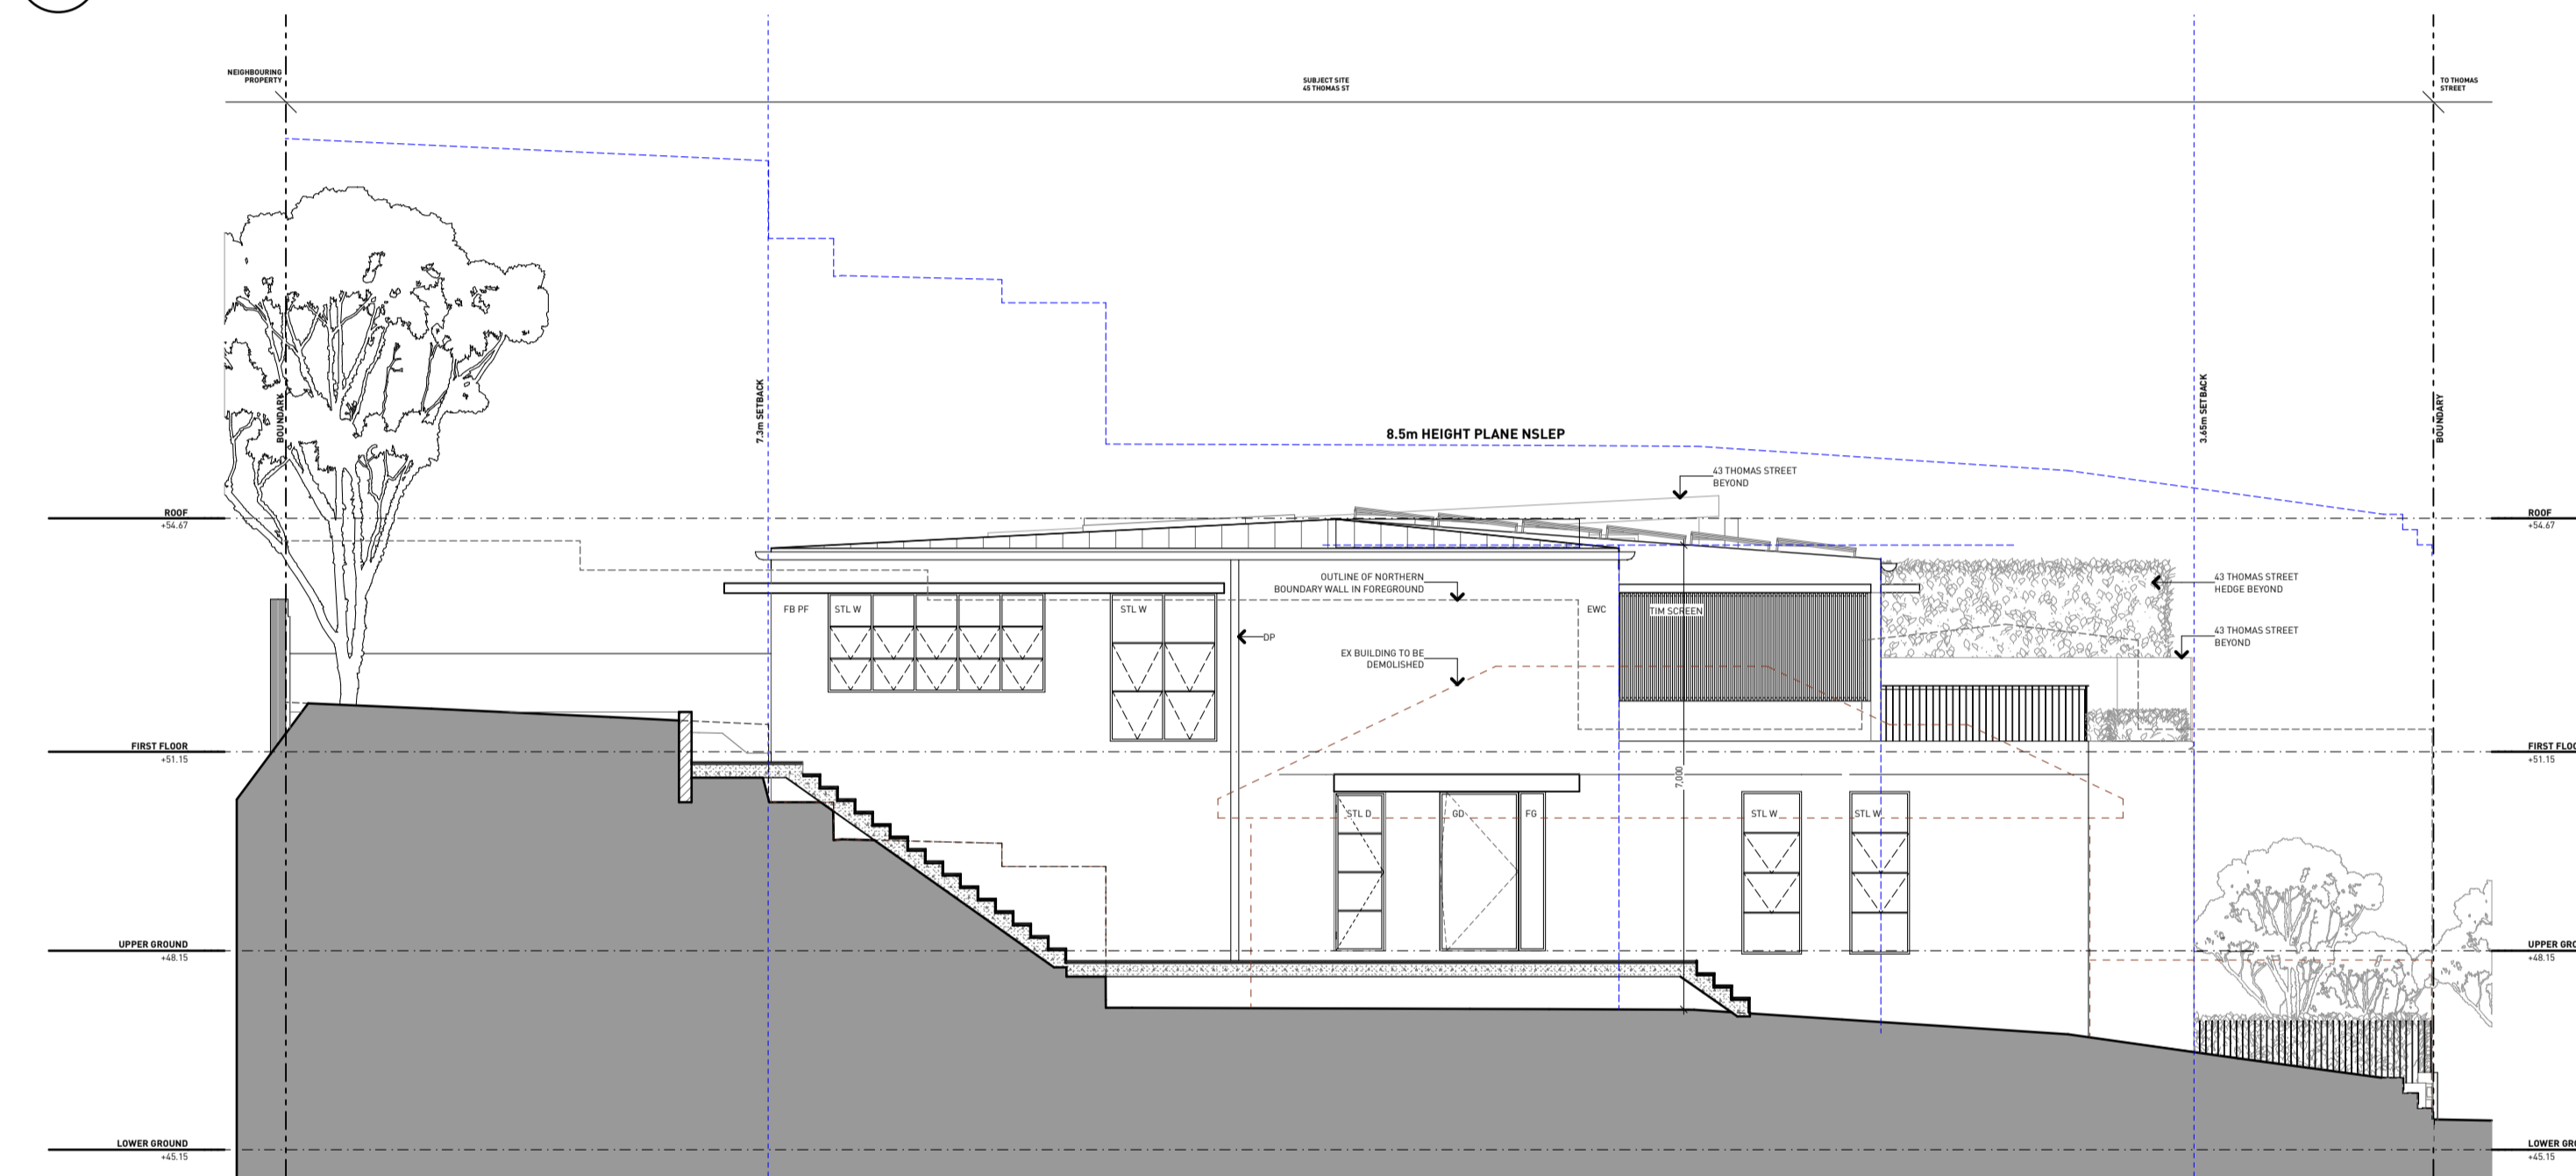 NEIGHBOURING
PROPERTY
SUBJECT SITE
45 THOMAS ST
TO THOMAS
STREET
BOUNDARY
7.3m SETBACK
8.5m HEIGHT PLANE NSLEP
3.65m SETBACK
BOUNDARY
43 THOMAS STREET
BEYOND
ROOF
+54.67
ROOF
+54.67
OUTLINE OF NORTHERN
BOUNDARY WALL IN FOREGROUND
43 THOMAS STREET
HEDGE BEYOND
FB PF
STL W
STL W
EWC
TIM SCREEN
DP
43 THOMAS STREET
BEYOND
EX BUILDING TO BE
DEMOLISHED
FIRST FLOOR
+51.15
FIRST FLOO
+51.15
7,000
STL D
GD
FG
STL W
STL W
UPPER GROUND
+48.15
UPPER GRO
+48.15
LOWER GROUND
+45.15
LOWER GRO
+45.15